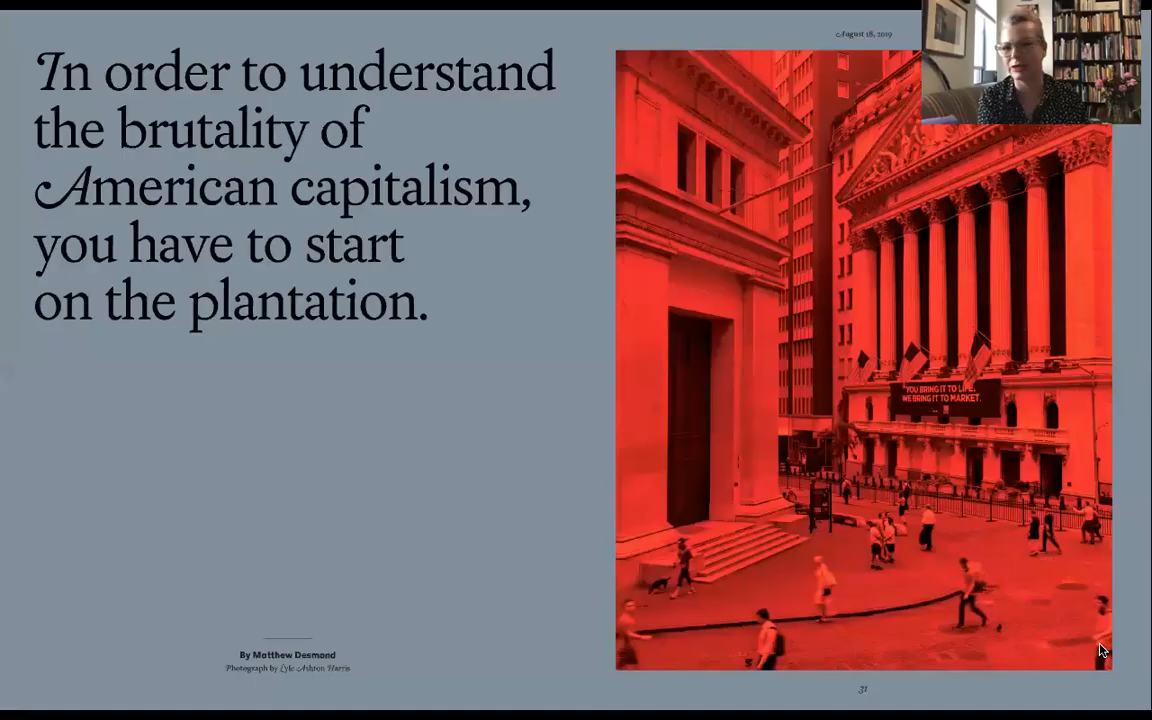 August 18, 2019
In order to understand
the brutality of
American capitalism,
you have to start
on the plantation.
"YOU BRING IT TO LIFE.
WE BRING IT TO MARKET.
By Matthew Desmond
Photograph by Lyle Ashton Harris
31